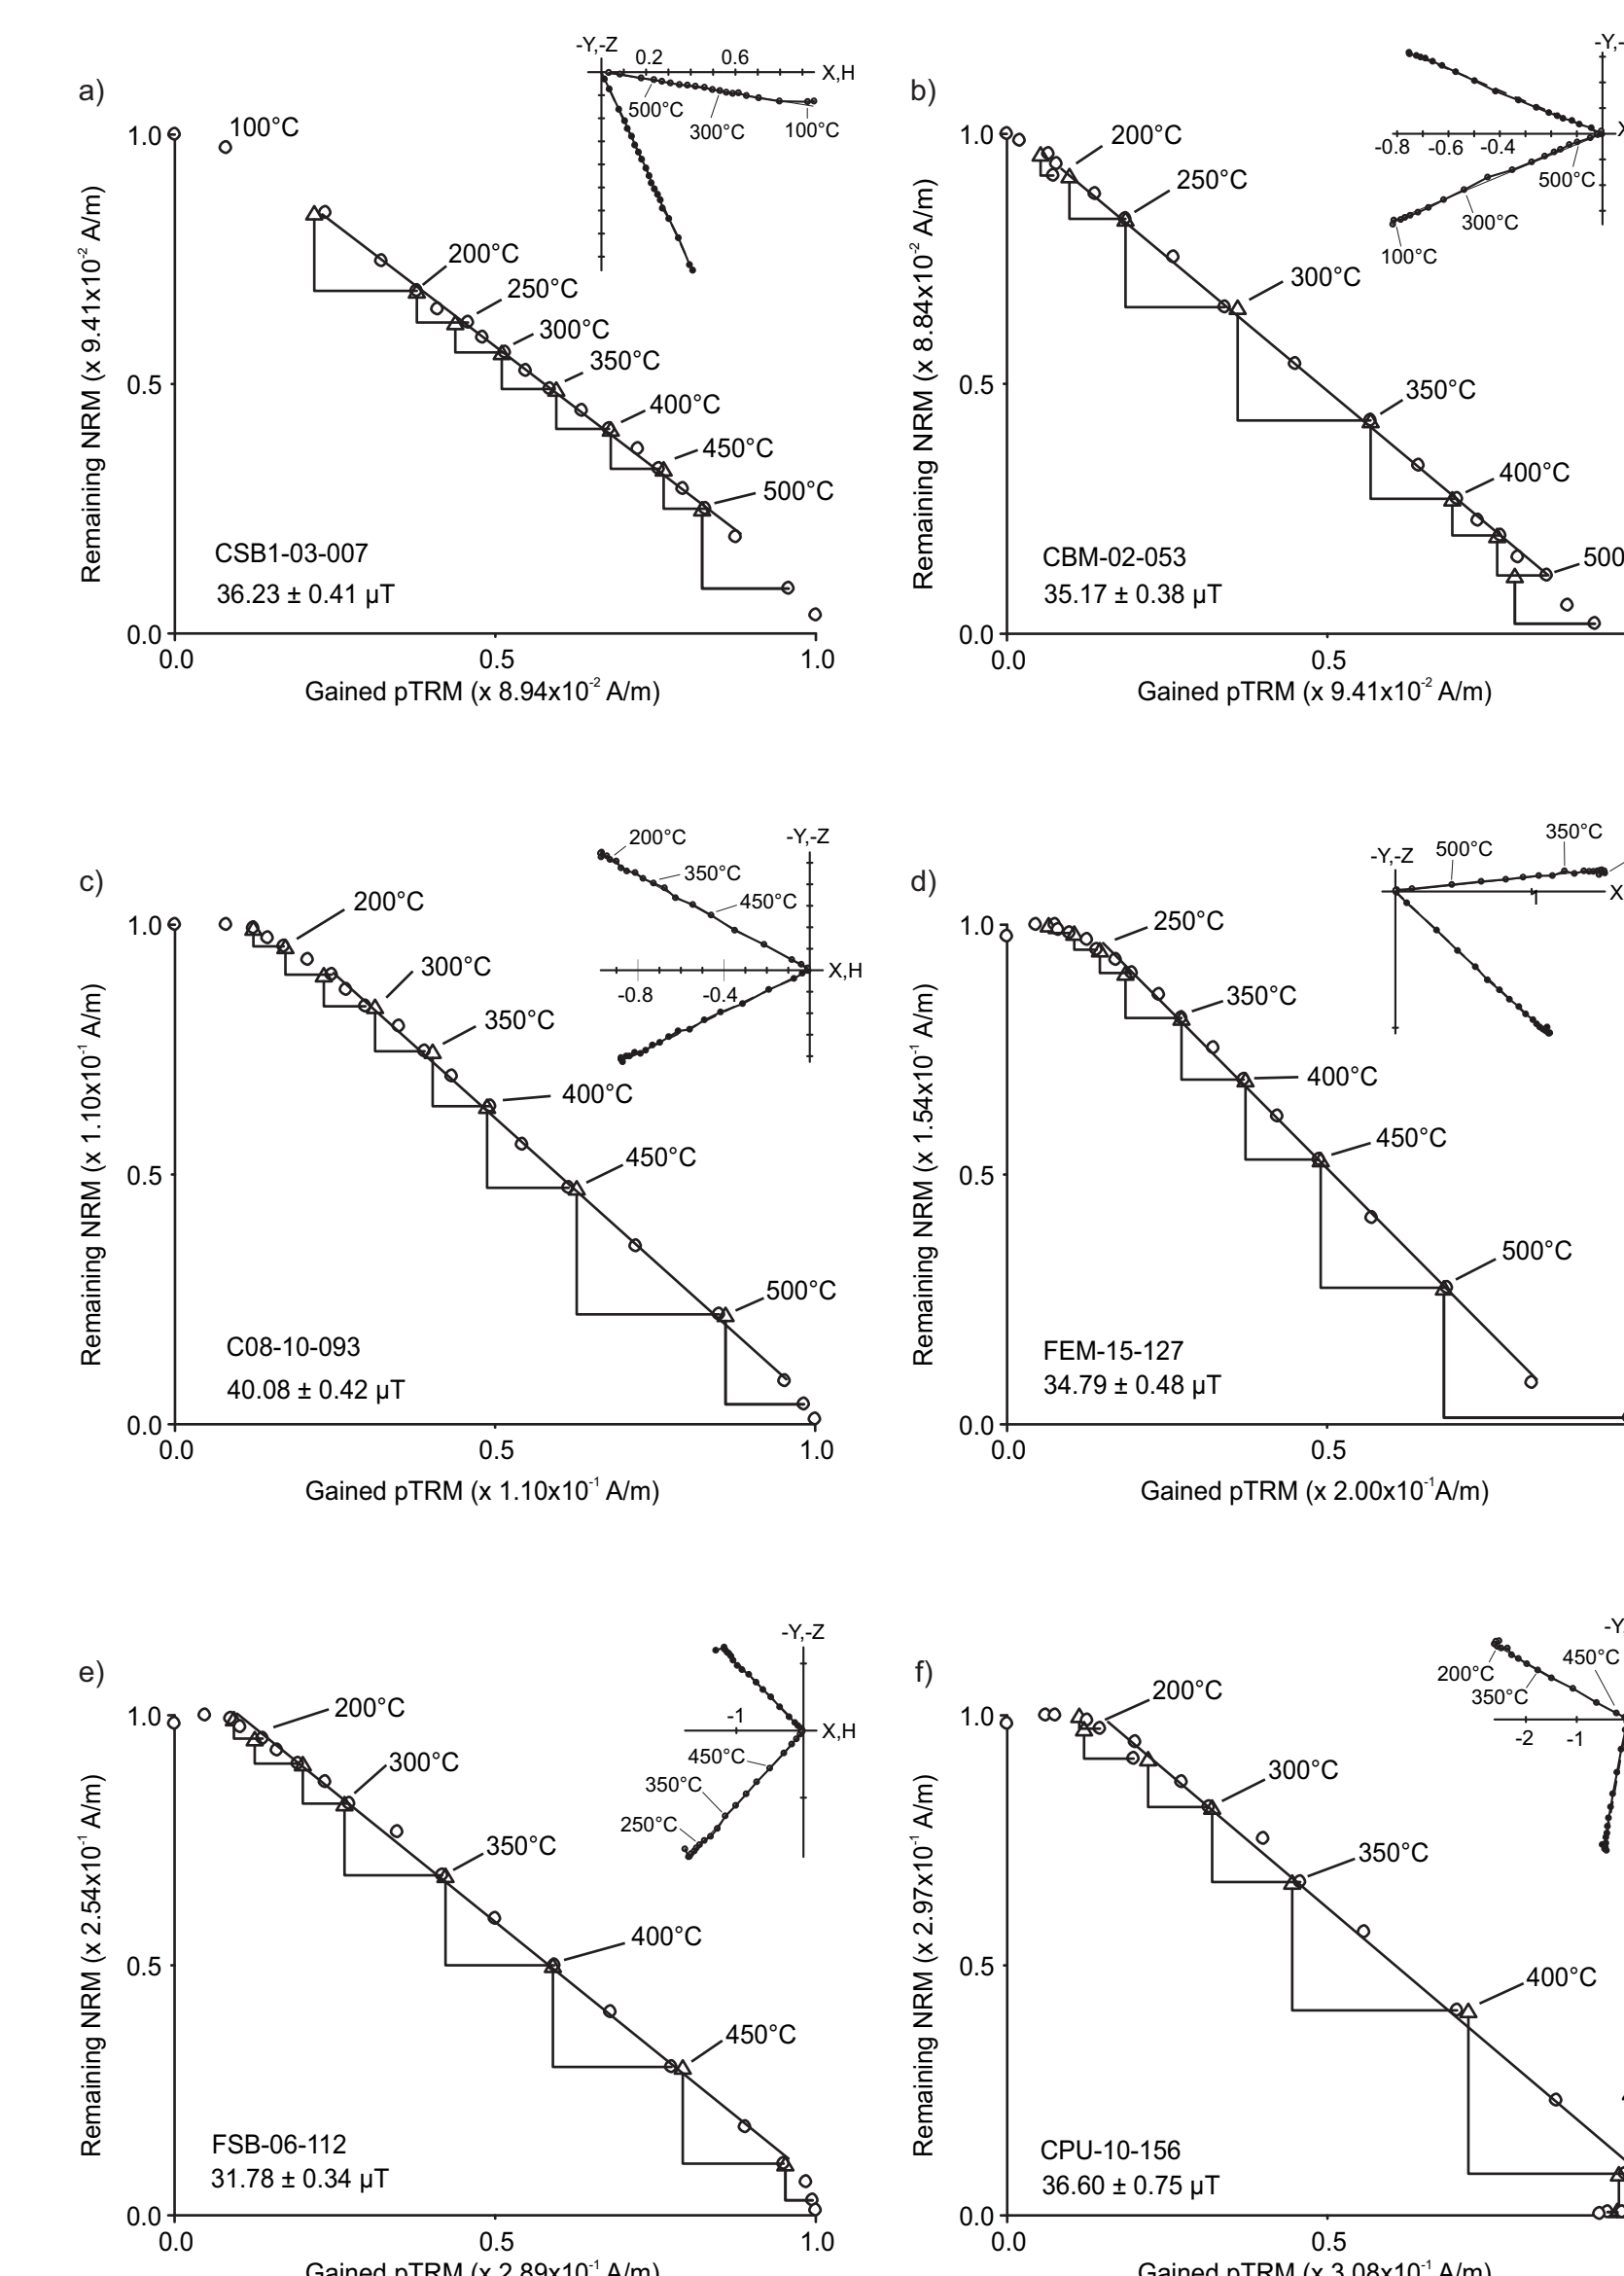 a)
-Y,-Z
0.2
0.6
X,H
500°C
300°C
100°C
1.0
100°C
200°C
250°C
300°C
350°C
400°C
450°C
500°C
0.5
0.0
Remaining NRM (x 9.41x10-2 A/m)
CSB1-03-007
36.23 ± 0.41 µT
0.0
0.5
1.0
Gained pTRM (x 8.94x10-2 A/m)
b)
-0.8
-0.6
-0.4
500°C
300°C
100°C
1.0
200°C
250°C
300°C
350°C
400°C
0.5
0.0
Remaining NRM (x 8.84x10-2 A/m)
CBM-02-053
35.17 ± 0.38 µT
0.0
0.5
Gained pTRM (x 9.41x10-2 A/m)
c)
200°C
350°C
450°C
-Y,-Z
X,H
-0.8
-0.4
1.0
200°C
300°C
350°C
400°C
450°C
500°C
0.5
0.0
Remaining NRM (x 1.10x10-1 A/m)
C08-10-093
40.08 ± 0.42 µT
0.0
0.5
1.0
Gained pTRM (x 1.10x10-1 A/m)
d)
-Y,-Z
500°C
350°C
1
1.0
250°C
350°C
400°C
450°C
500°C
0.5
0.0
Remaining NRM (x 1.54x10-1 A/m)
FEM-15-127
34.79 ± 0.48 µT
0.0
0.5
Gained pTRM (x 2.00x10-1A/m)
e)
-Y,-Z
-1
X,H
450°C
350°C
250°C
1.0
200°C
300°C
350°C
400°C
450°C
0.5
0.0
Remaining NRM (x 2.54x10-1 A/m)
FSB-06-112
31.78 ± 0.34 µT
0.0
0.5
1.0
Gained pTRM (x 2.89x10-1 A/m)
f)
450°C
200°C
350°C
-2
-1
1.0
200°C
300°C
350°C
400°C
0.5
0.0
Remaining NRM (x 2.97x10-1 A/m)
CPU-10-156
36.60 ± 0.75 µT
0.0
0.5
Gained pTRM (x 3.08x10-1 A/m)